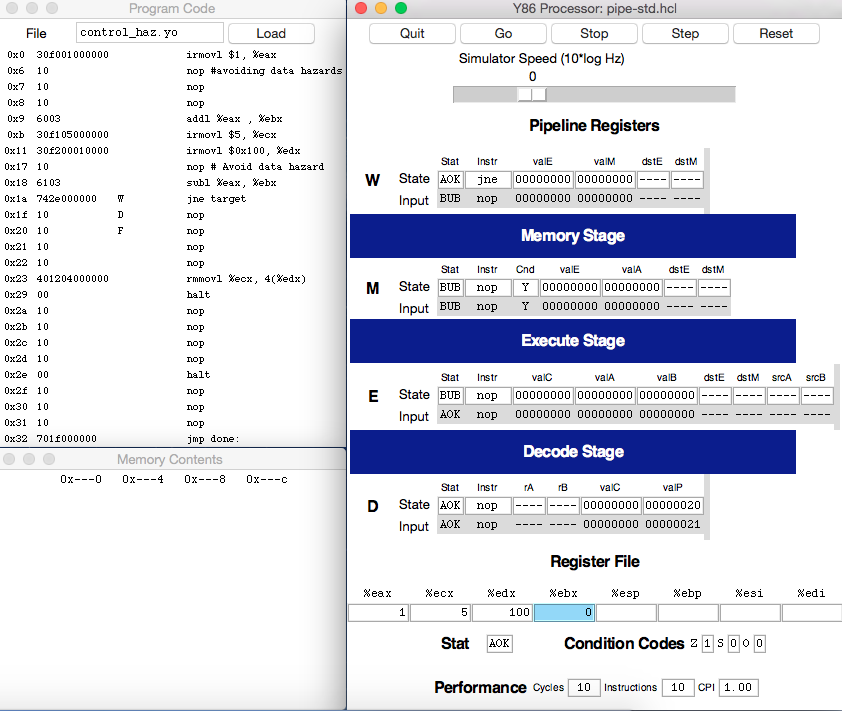 Program Code
File control_haz.yo Load
0x0 30f001000000 irmovl $1, %eax
0x6 10 nop #avoiding data hazards
0x7 10 nop
0x8 10 nop
0x9 6003 addl %eax , %ebx
0xb 30f105000000 irmovl $5, %ecx
0x11 30f200010000 irmovl $0x100, %edx
0x17 10 nop # Avoid data hazard
0x18 6103 subl %eax, %ebx
0x1a 742e000000 W jne target
0x1f 10 D nop
0x20 10 F nop
0x21 10 nop
0x22 10 nop
0x23 401204000000 rmmovl %ecx, 4(%edx)
0x29 00 halt
0x2a 10 nop
0x2b 10 nop
0x2c 10 nop
0x2d 10 nop
0x2e 00 halt
0x2f 10 nop
0x30 10 nop
0x31 10 nop
0x32 701f000000 jmp done:
Memory Contents
0x---0 0x---4 0x---8 0x---c
Y86 Processor: pipe-std.hcl
Quit Go Stop Step Reset
Simulator Speed (10*log Hz)
0
Pipeline Registers
Stat Instr valE valM dstE dstM
W State AOK jne 00000000 00000000 ---- ----
Input BUB nop 00000000 00000000 ---- ----
Memory Stage
Stat Instr Cnd valE valA dstE dstM
M State BUB nop Y 00000000 00000000 ---- ----
Input BUB nop Y 00000000 00000000 ---- ----
Execute Stage
Stat Instr valC valA valB dstE dstM srcA srcB
E State BUB nop 00000000 00000000 00000000 ---- ---- ---- ----
Input AOK nop 00000000 00000000 00000000 ---- ---- ---- ----
Decode Stage
Stat Instr rA rB valC valP
D State AOK nop ---- ---- 00000000 00000020
Input AOK nop ---- ---- 00000000 00000021
Register File
%eax %ecx %edx %ebx %esp %ebp %esi %edi
1 5 100 0
Stat AOK Condition Codes Z 1 S 0 O 0
Performance Cycles 10 Instructions 10 CPI 1.00